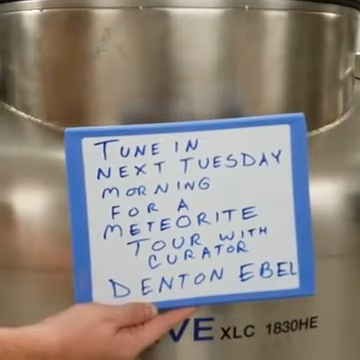 TUNE IN
NEXT TUESDAY
MORNING
FOR A
METEORITE
TOUR WITH
CURATOR
DENTON EBEL
VE XLC 1830HE